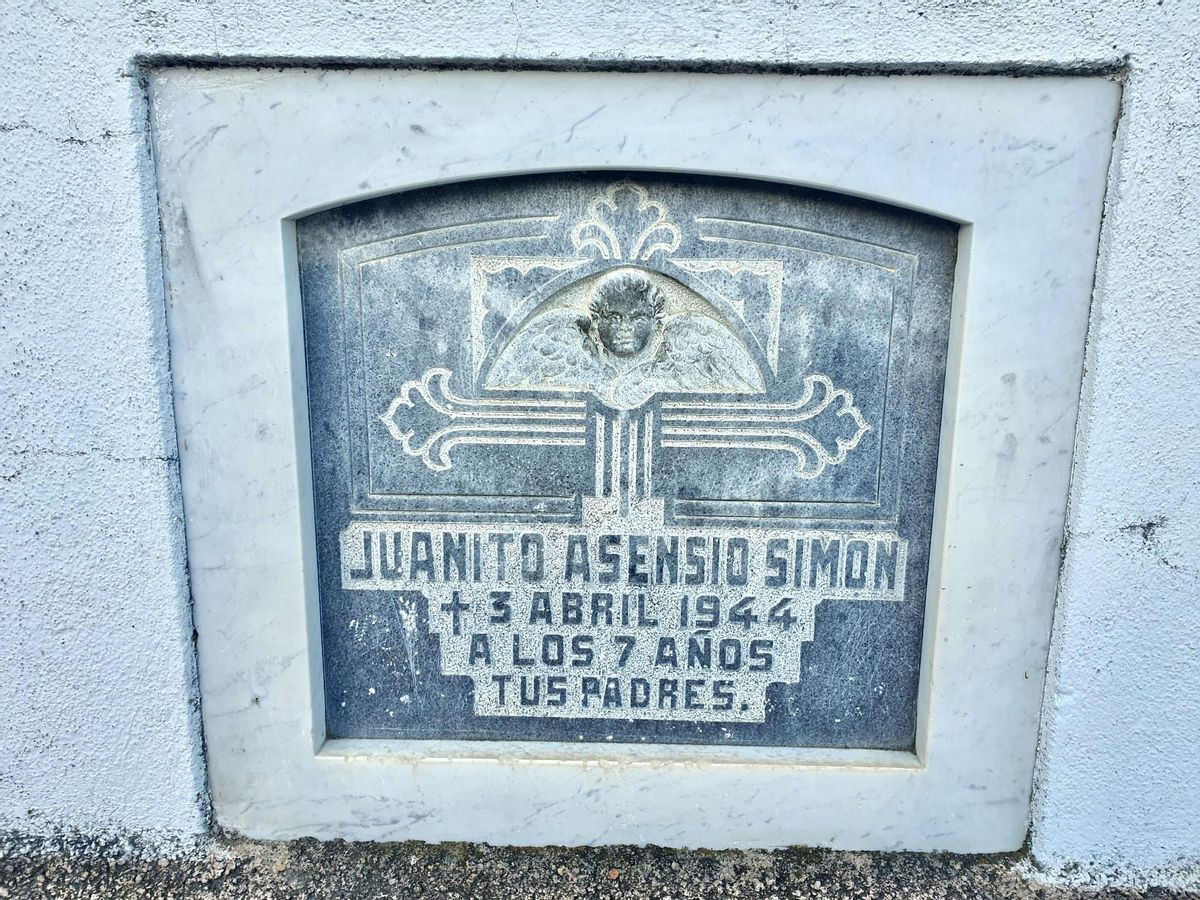 JUANITO ASENSIO SIMON
✝ 3 ABRIL 1944
A LOS 7 AÑOS
TUS PADRES.